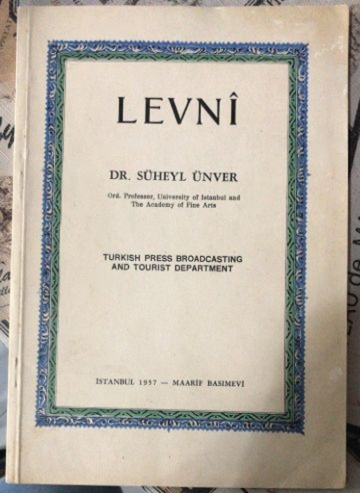 LEVNÎ
DR. SÜHEYL ÜNVER
Ord. Professor, University of Istanbul and
The Academy of Fine Arts
TURKISH PRESS BROADCASTING
AND TOURIST DEPARTMENT
İSTANBUL 1957 — MAARİF BASIMEVİ